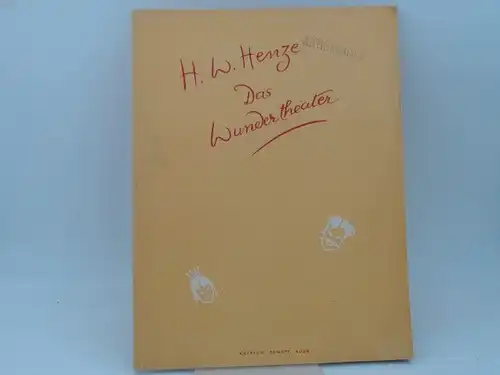 H. W. Henze
Das
Wundertheater